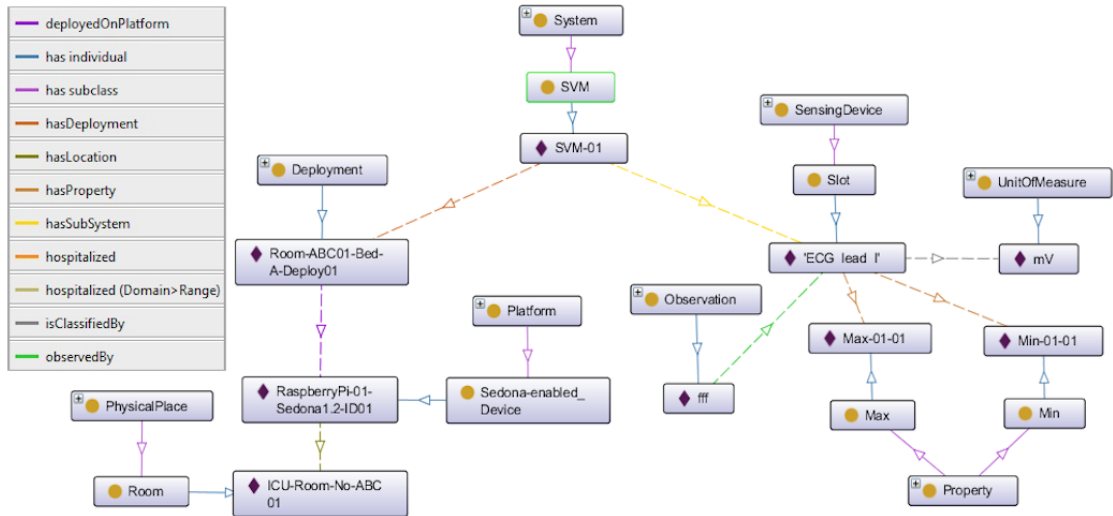 deployedOnPlatform
has individual
has subclass
hasDeployment
hasLocation
hasProperty
hasSubSystem
hospitalized
hospitalized (Domain>Range)
isClassifiedBy
observedBy
System
SVM
SVM-01
SensingDevice
Slot
Deployment
UnitOfMeasure
Room-ABC01-Bed-
A-Deploy01
'ECG lead I'
mV
Observation
Platform
Max-01-01
Min-01-01
RaspberryPi-01-
Sedona1.2-ID01
Sedona-enabled_
Device
fff
PhysicalPlace
Max
Min
Room
ICU-Room-No-ABC
01
Property